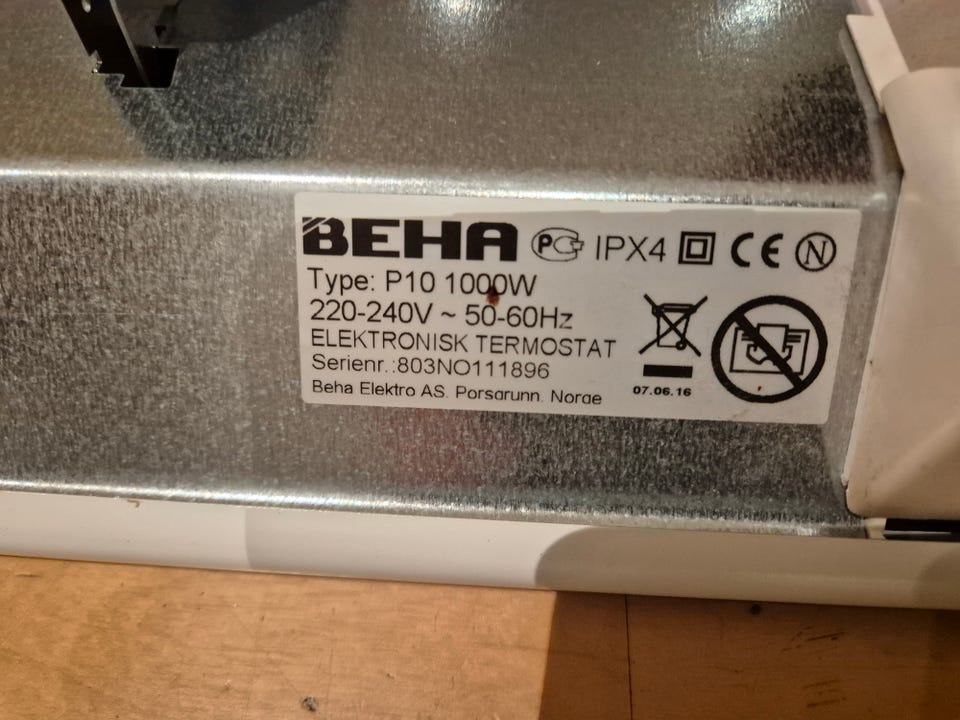 BEHA PG IPX4 CE N
Type: P10 1000W
220-240V ~ 50-60Hz
ELEKTRONISK TERMOSTAT
Serienr.:803NO111896
Beha Elektro AS. Porsgrunn. Norge
07.06.16